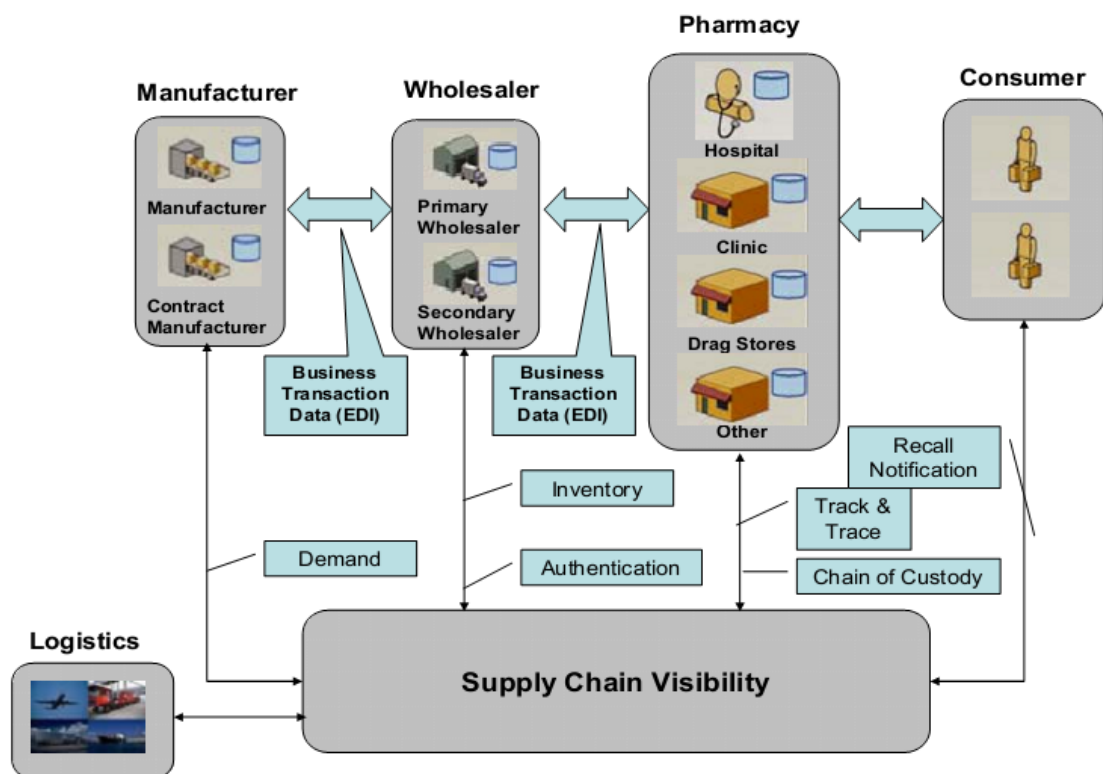 Pharmacy
Manufacturer
Wholesaler
Consumer
Hospital
Manufacturer
Primary
Wholesaler
Clinic
Contract
Manufacturer
Secondary
Wholesaler
Drag Stores
Business
Transaction
Data (EDI)
Business
Transaction
Data (EDI)
Other
Recall
Notification
Inventory
Track &
Trace
Demand
Authentication
Chain of Custody
Logistics
Supply Chain Visibility